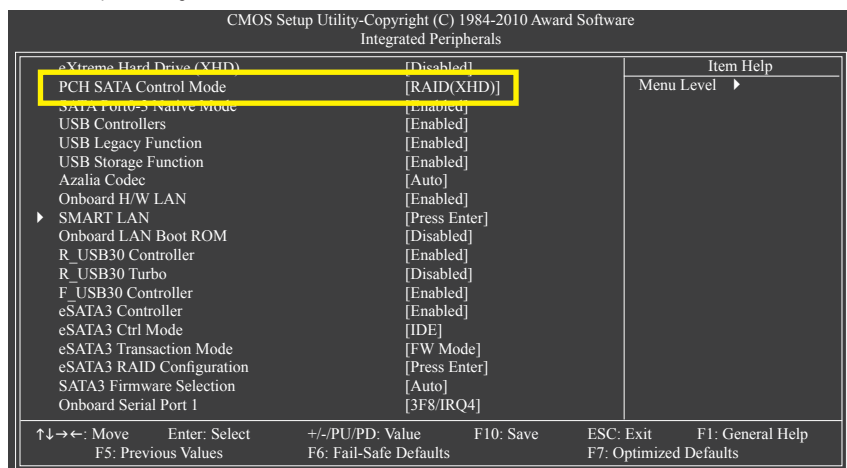 CMOS Setup Utility-Copyright (C) 1984-2010 Award Software
Integrated Peripherals
eXtreme Hard Drive (XHD) [Disabled] Item Help
PCH SATA Control Mode [RAID(XHD)] Menu Level ▶
SATA Port0-3 Native Mode [Enabled]
USB Controllers [Enabled]
USB Legacy Function [Enabled]
USB Storage Function [Enabled]
Azalia Codec [Auto]
Onboard H/W LAN [Enabled]
▶ SMART LAN [Press Enter]
Onboard LAN Boot ROM [Disabled]
R_USB30 Controller [Enabled]
R_USB30 Turbo [Disabled]
F_USB30 Controller [Enabled]
eSATA3 Controller [Enabled]
eSATA3 Ctrl Mode [IDE]
eSATA3 Transaction Mode [FW Mode]
eSATA3 RAID Configuration [Press Enter]
SATA3 Firmware Selection [Auto]
Onboard Serial Port 1 [3F8/IRQ4]
↑↓→←: Move Enter: Select +/-/PU/PD: Value F10: Save ESC: Exit F1: General Help
F5: Previous Values F6: Fail-Safe Defaults F7: Optimized Defaults